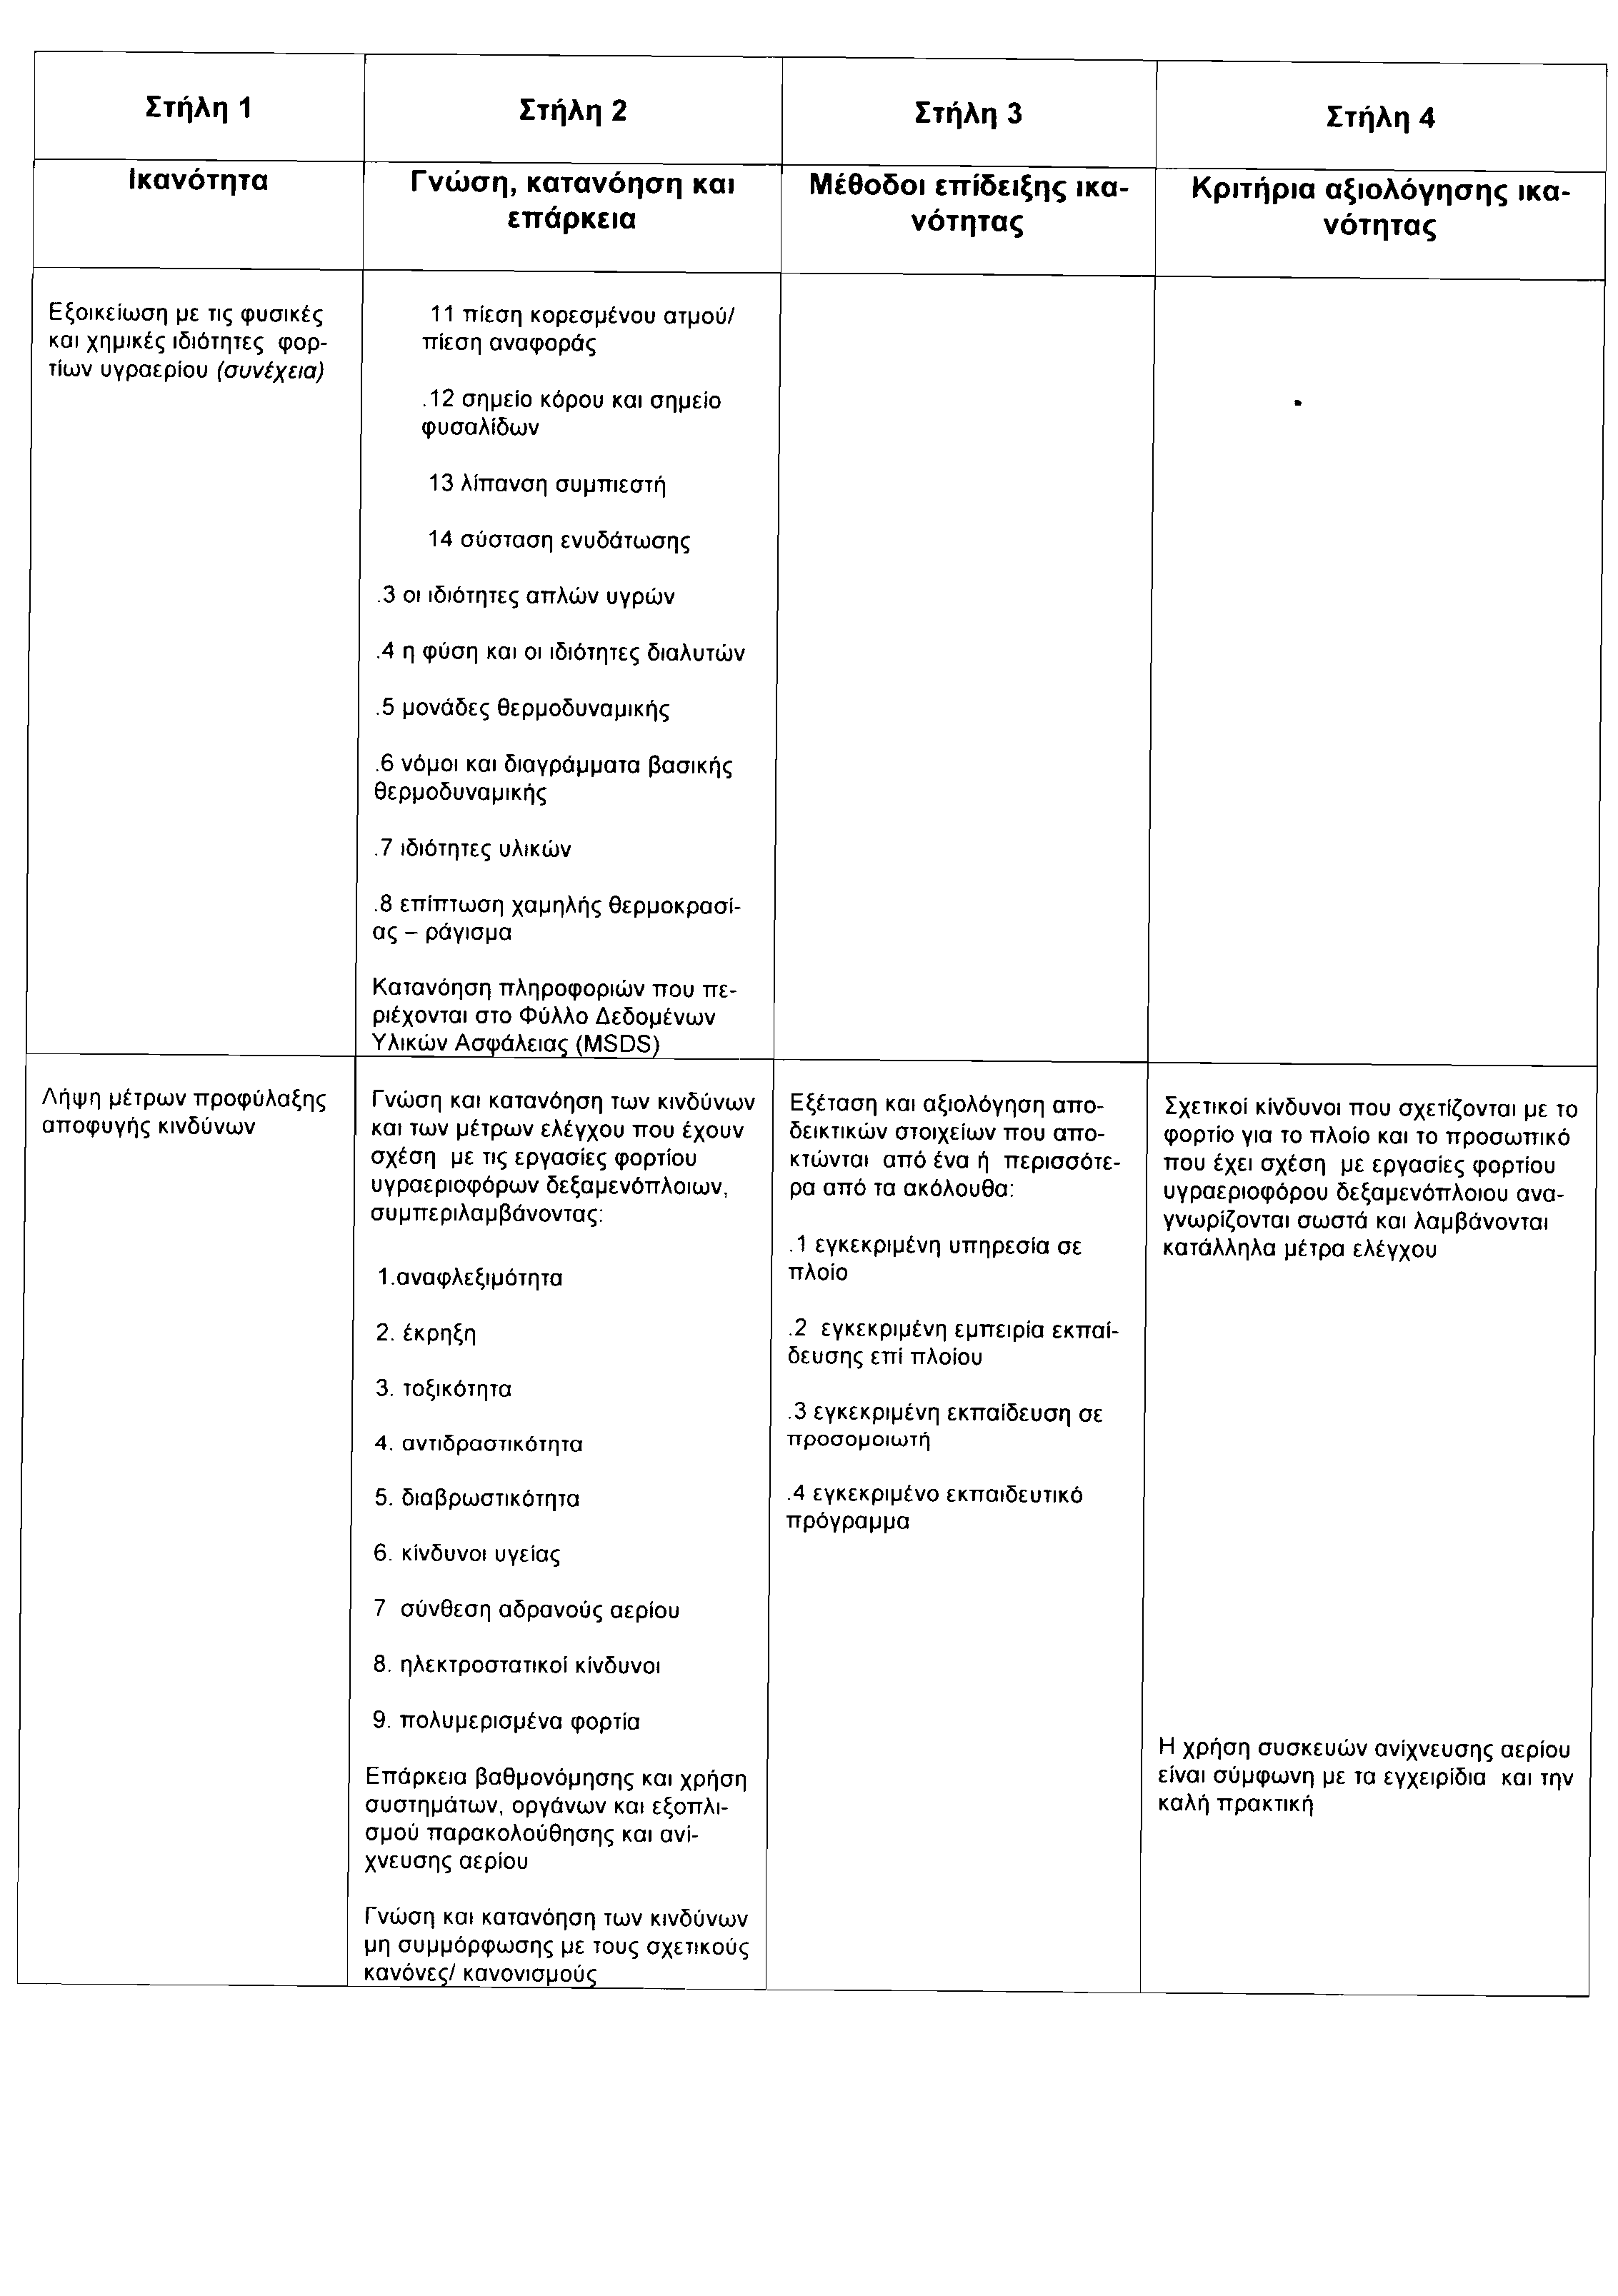 Στήλη 1
Στήλη 2
Στήλη 3
Στήλη 4
Ικανότητα
Γνώση, κατανόηση και
επάρκεια
Μέθοδοι επίδειξης ικα-
νότητας
Κριτήρια αξιολόγησης ικα-
νότητας
Εξοικείωση με τις φυσικές
και χημικές ιδιότητες φορ-
τίων υγραερίου (συνέχεια)
11 πίεση κορεσμένου ατμού/
πίεση αναφοράς
.12 σημείο κόρου και σημείο
φυσαλίδων
13 λίπανση συμπιεστή
14 σύσταση ενυδάτωσης
.3 οι ιδιότητες απλών υγρών
.4 η φύση και οι ιδιότητες διαλυτών
.5 μονάδες θερμοδυναμικής
.6 νόμοι και διαγράμματα βασικής
θερμοδυναμικής
.7 ιδιότητες υλικών
.8 επίπτωση χαμηλής θερμοκρασί-
ας – ράγισμα
Κατανόηση πληροφοριών που πε-
ριέχονται στο Φύλλο Δεδομένων
Υλικών Ασφάλειας (MSDS)
Λήψη μέτρων προφύλαξης
αποφυγής κινδύνων
Γνώση και κατανόηση των κινδύνων
και των μέτρων ελέγχου που έχουν
σχέση με τις εργασίες φορτίου
υγραεριοφόρων δεξαμενόπλοιων,
συμπεριλαμβάνοντας:
1.αναφλεξιμότητα
2. έκρηξη
3. τοξικότητα
4. αντιδραστικότητα
5. διαβρωστικότητα
6. κίνδυνοι υγείας
7 σύνθεση αδρανούς αερίου
8. ηλεκτροστατικοί κίνδυνοι
9. πολυμερισμένα φορτία
Επάρκεια βαθμονόμησης και χρήση
συστημάτων, οργάνων και εξοπλι-
σμού παρακολούθησης και ανί-
χνευσης αερίου
Γνώση και κατανόηση των κινδύνων
μη συμμόρφωσης με τους σχετικούς
κανόνες/ κανονισμούς
Εξέταση και αξιολόγηση απο-
δεικτικών στοιχείων που απο-
κτώνται από ένα ή περισσότε-
ρα από τα ακόλουθα:
.1 εγκεκριμένη υπηρεσία σε
πλοίο
.2 εγκεκριμένη εμπειρία εκπαί-
δευσης επί πλοίου
.3 εγκεκριμένη εκπαίδευση σε
προσομοιωτή
.4 εγκεκριμένο εκπαιδευτικό
πρόγραμμα
Σχετικοί κίνδυνοι που σχετίζονται με το
φορτίο για το πλοίο και το προσωπικό
που έχει σχέση με εργασίες φορτίου
υγραεριοφόρου δεξαμενόπλοιου ανα-
γνωρίζονται σωστά και λαμβάνονται
κατάλληλα μέτρα ελέγχου
Η χρήση συσκευών ανίχνευσης αερίου
είναι σύμφωνη με τα εγχειρίδια και την
καλή πρακτική